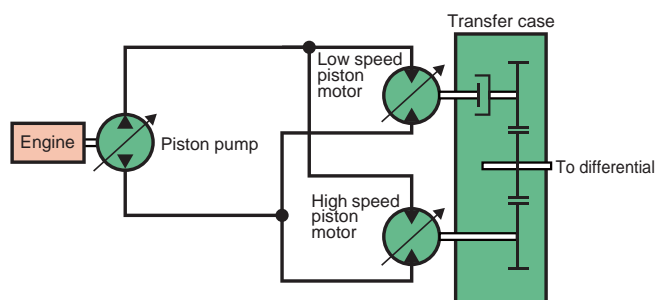 Transfer case
Low speed
piston
motor
Engine
Piston pump
To differential
High speed
piston
motor